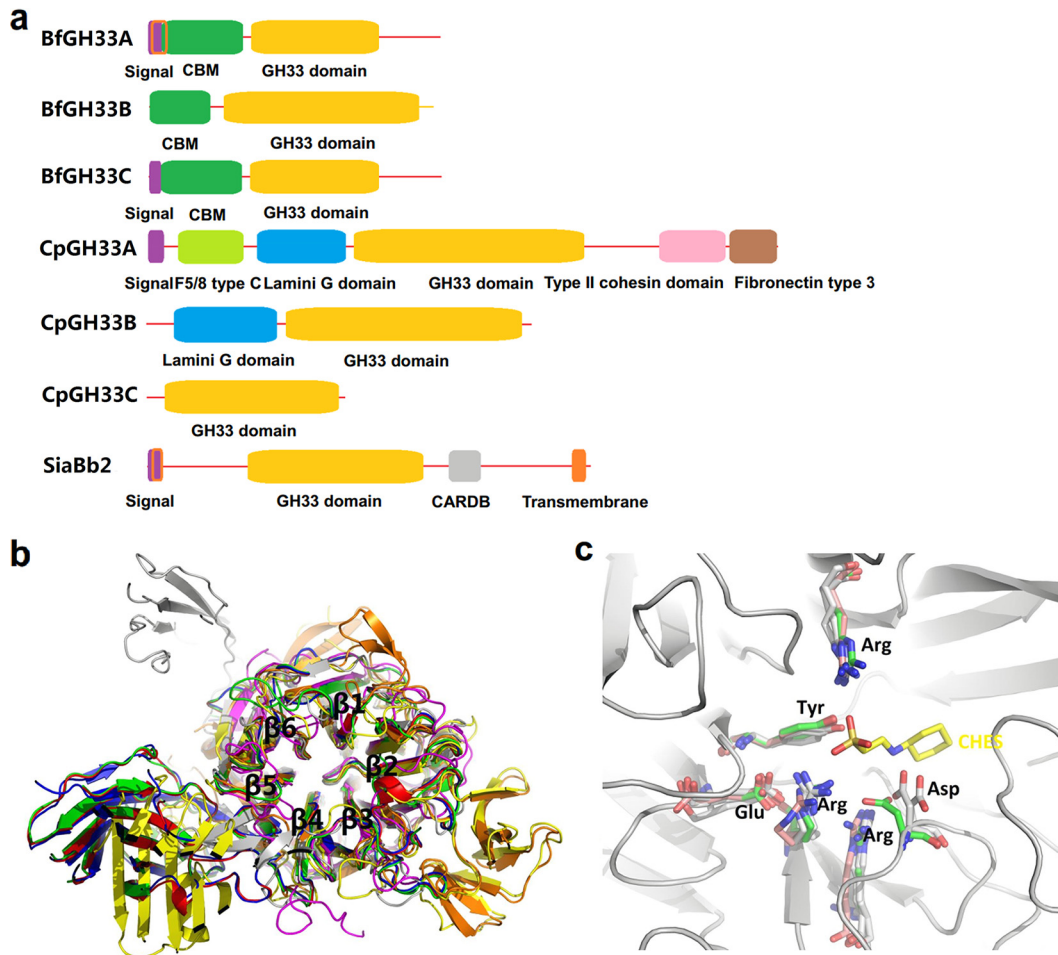 a
BfGH33A
Signal CBM GH33 domain
BfGH33B
CBM GH33 domain
BfGH33C
Signal CBM GH33 domain
CpGH33A
Signal F5/8 type C Lamini G domain GH33 domain Type II cohesin domain Fibronectin type 3
CpGH33B
Lamini G domain GH33 domain
CpGH33C
GH33 domain
SiaBb2
Signal GH33 domain CARDB Transmembrane
b
β1
β6
β2
β5
β4 β3
c
Arg
Tyr
CHES
Asp
Glu Arg
Arg